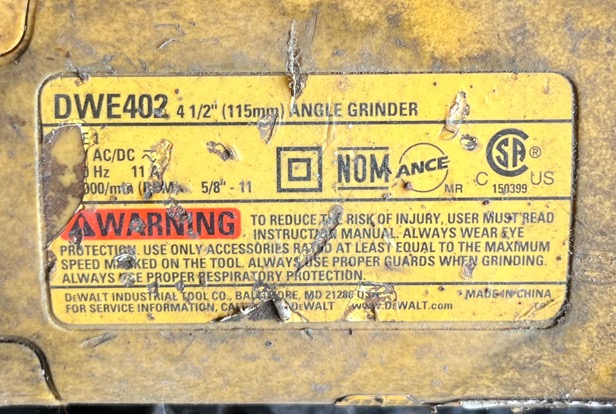 DWE402 4 1/2" (115mm) ANGLE GRINDER
AC/DC
Hz 11 A
5/8" - 11
NOM ANCE MR
CSA ® C US 150399
WARNING TO REDUCE THE RISK OF INJURY, USER MUST READ
INSTRUCTION MANUAL. ALWAYS WEAR EYE
PROTECTION. USE ONLY ACCESSORIES RATED AT LEAST EQUAL TO THE MAXIMUM
SPEED MARKED ON THE TOOL. ALWAYS USE PROPER GUARDS WHEN GRINDING.
ALWAYS USE PROPER RESPIRATORY PROTECTION.
DEWALT INDUSTRIAL TOOL CO., BALTIMORE, MD 21286 USA MADE IN CHINA
FOR SERVICE INFORMATION, CALL DEWALT www.DEWALT.com